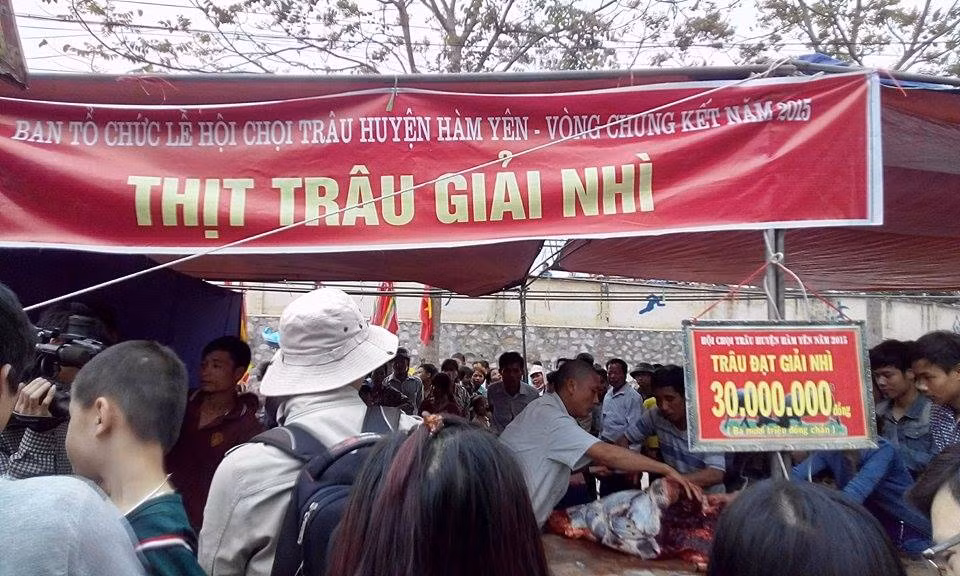 BAN TỔ CHỨC LỄ HỘI CHỌI TRÂU HUYỆN HÀM YÊN - VÒNG CHUNG KẾT NĂM 2015
THỊT TRÂU GIẢI NHÌ
HỘI CHỌI TRÂU HUYỆN HÀM YÊN NĂM 2015
TRÂU ĐẠT GIẢI NHÌ
30,000.000 đồng
( Ba mươi triệu đồng chẵn )